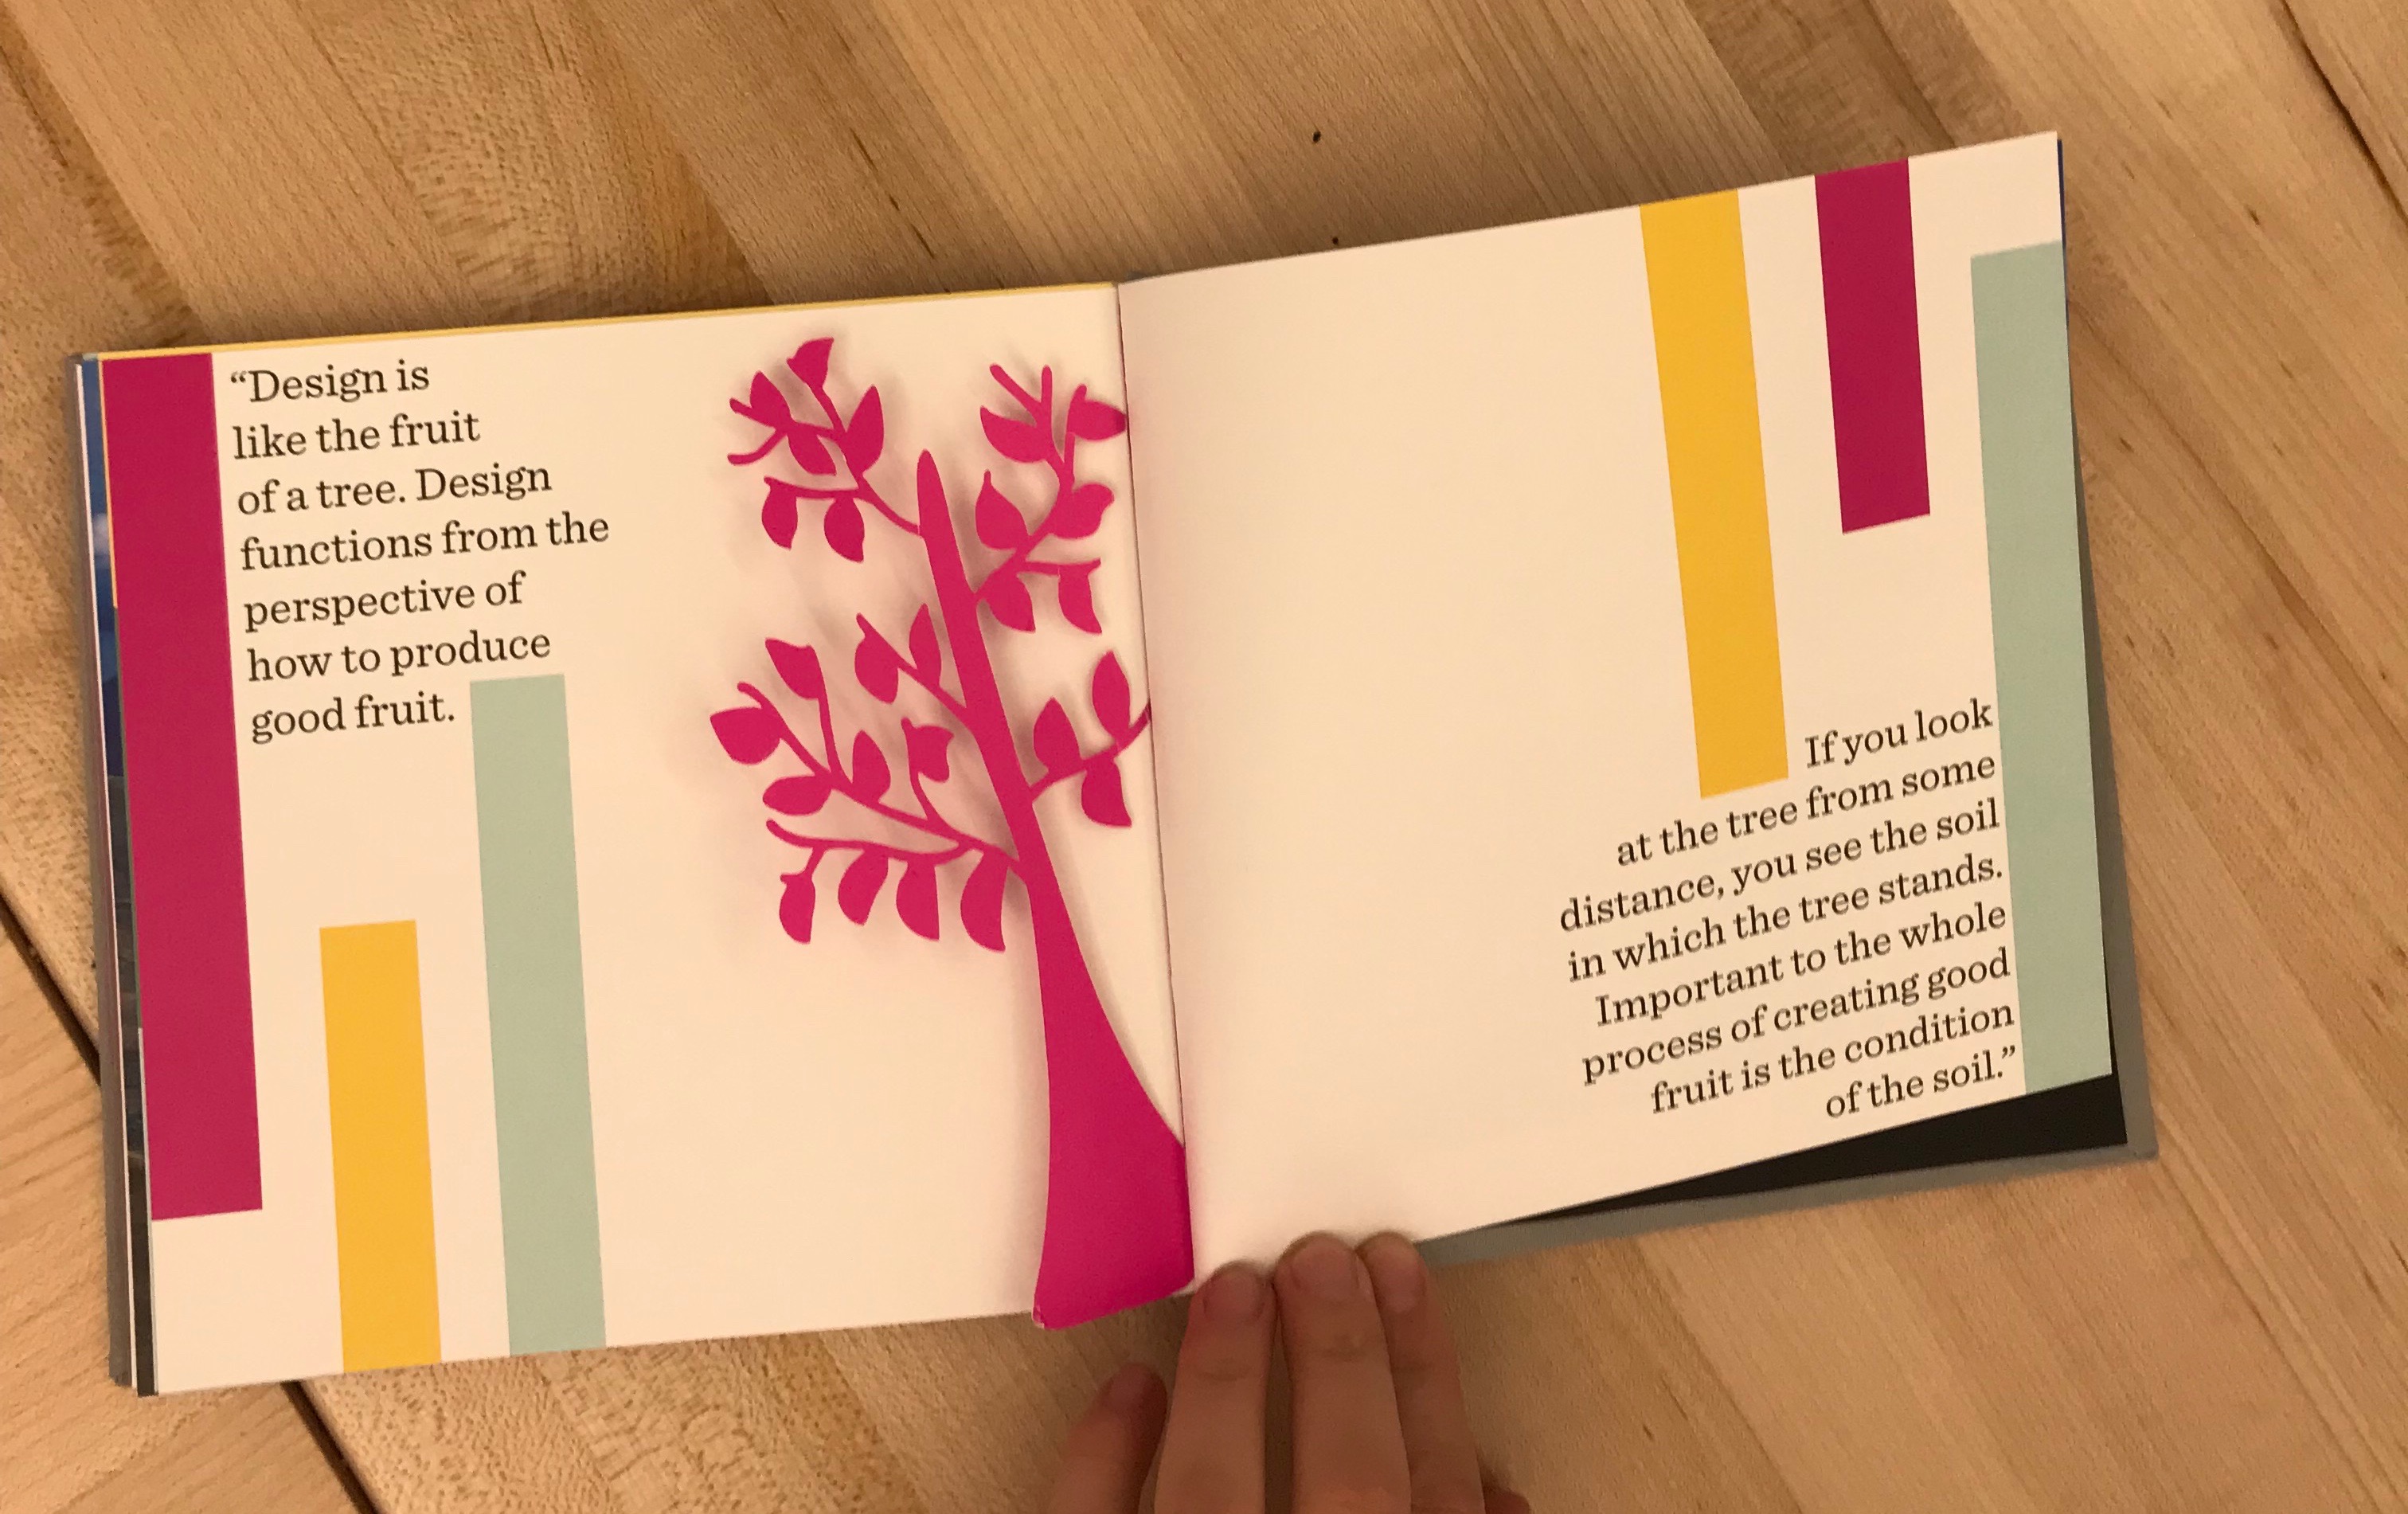 “Design is
like the fruit
of a tree. Design
functions from the
perspective of
how to produce
good fruit.
If you look
at the tree from some
distance, you see the soil
in which the tree stands.
Important to the whole
process of creating good
fruit is the condition
of the soil.”